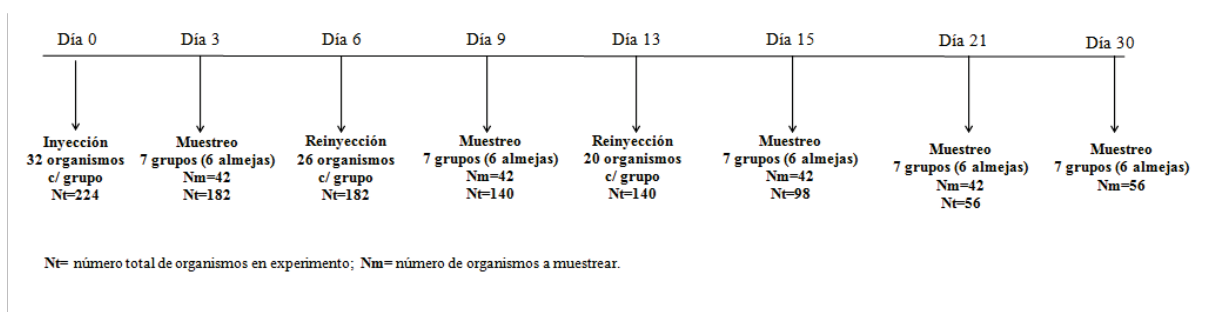 Día 0
Día 3
Día 6
Día 9
Día 13
Día 15
Día 21
Día 30
Inyección
32 organismos
c/ grupo
Nt=224
Muestreo
7 grupos (6 almejas)
Nm=42
Nt=182
Reinyección
26 organismos
c/ grupo
Nt=182
Muestreo
7 grupos (6 almejas)
Nm=42
Nt=140
Reinyección
20 organismos
c/ grupo
Nt=140
Muestreo
7 grupos (6 almejas)
Nm=42
Nt=98
Muestreo
7 grupos (6 almejas)
Nm=42
Nt=56
Muestreo
7 grupos (6 almejas)
Nm=56
Nt= número total de organismos en experimento; Nm= número de organismos a muestrear.